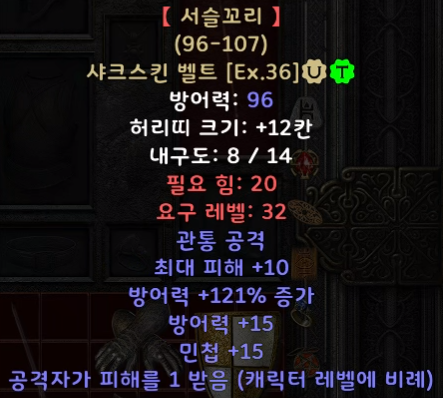 【 서슬꼬리 】
(96-107)
샤크스킨 벨트 [Ex.36] U T
방어력: 96
허리띠 크기: +12칸
내구도: 8 / 14
필요 힘: 20
요구 레벨: 32
관통 공격
최대 피해 +10
방어력 +121% 증가
방어력 +15
민첩 +15
공격자가 피해를 1 받음 (캐릭터 레벨에 비례)